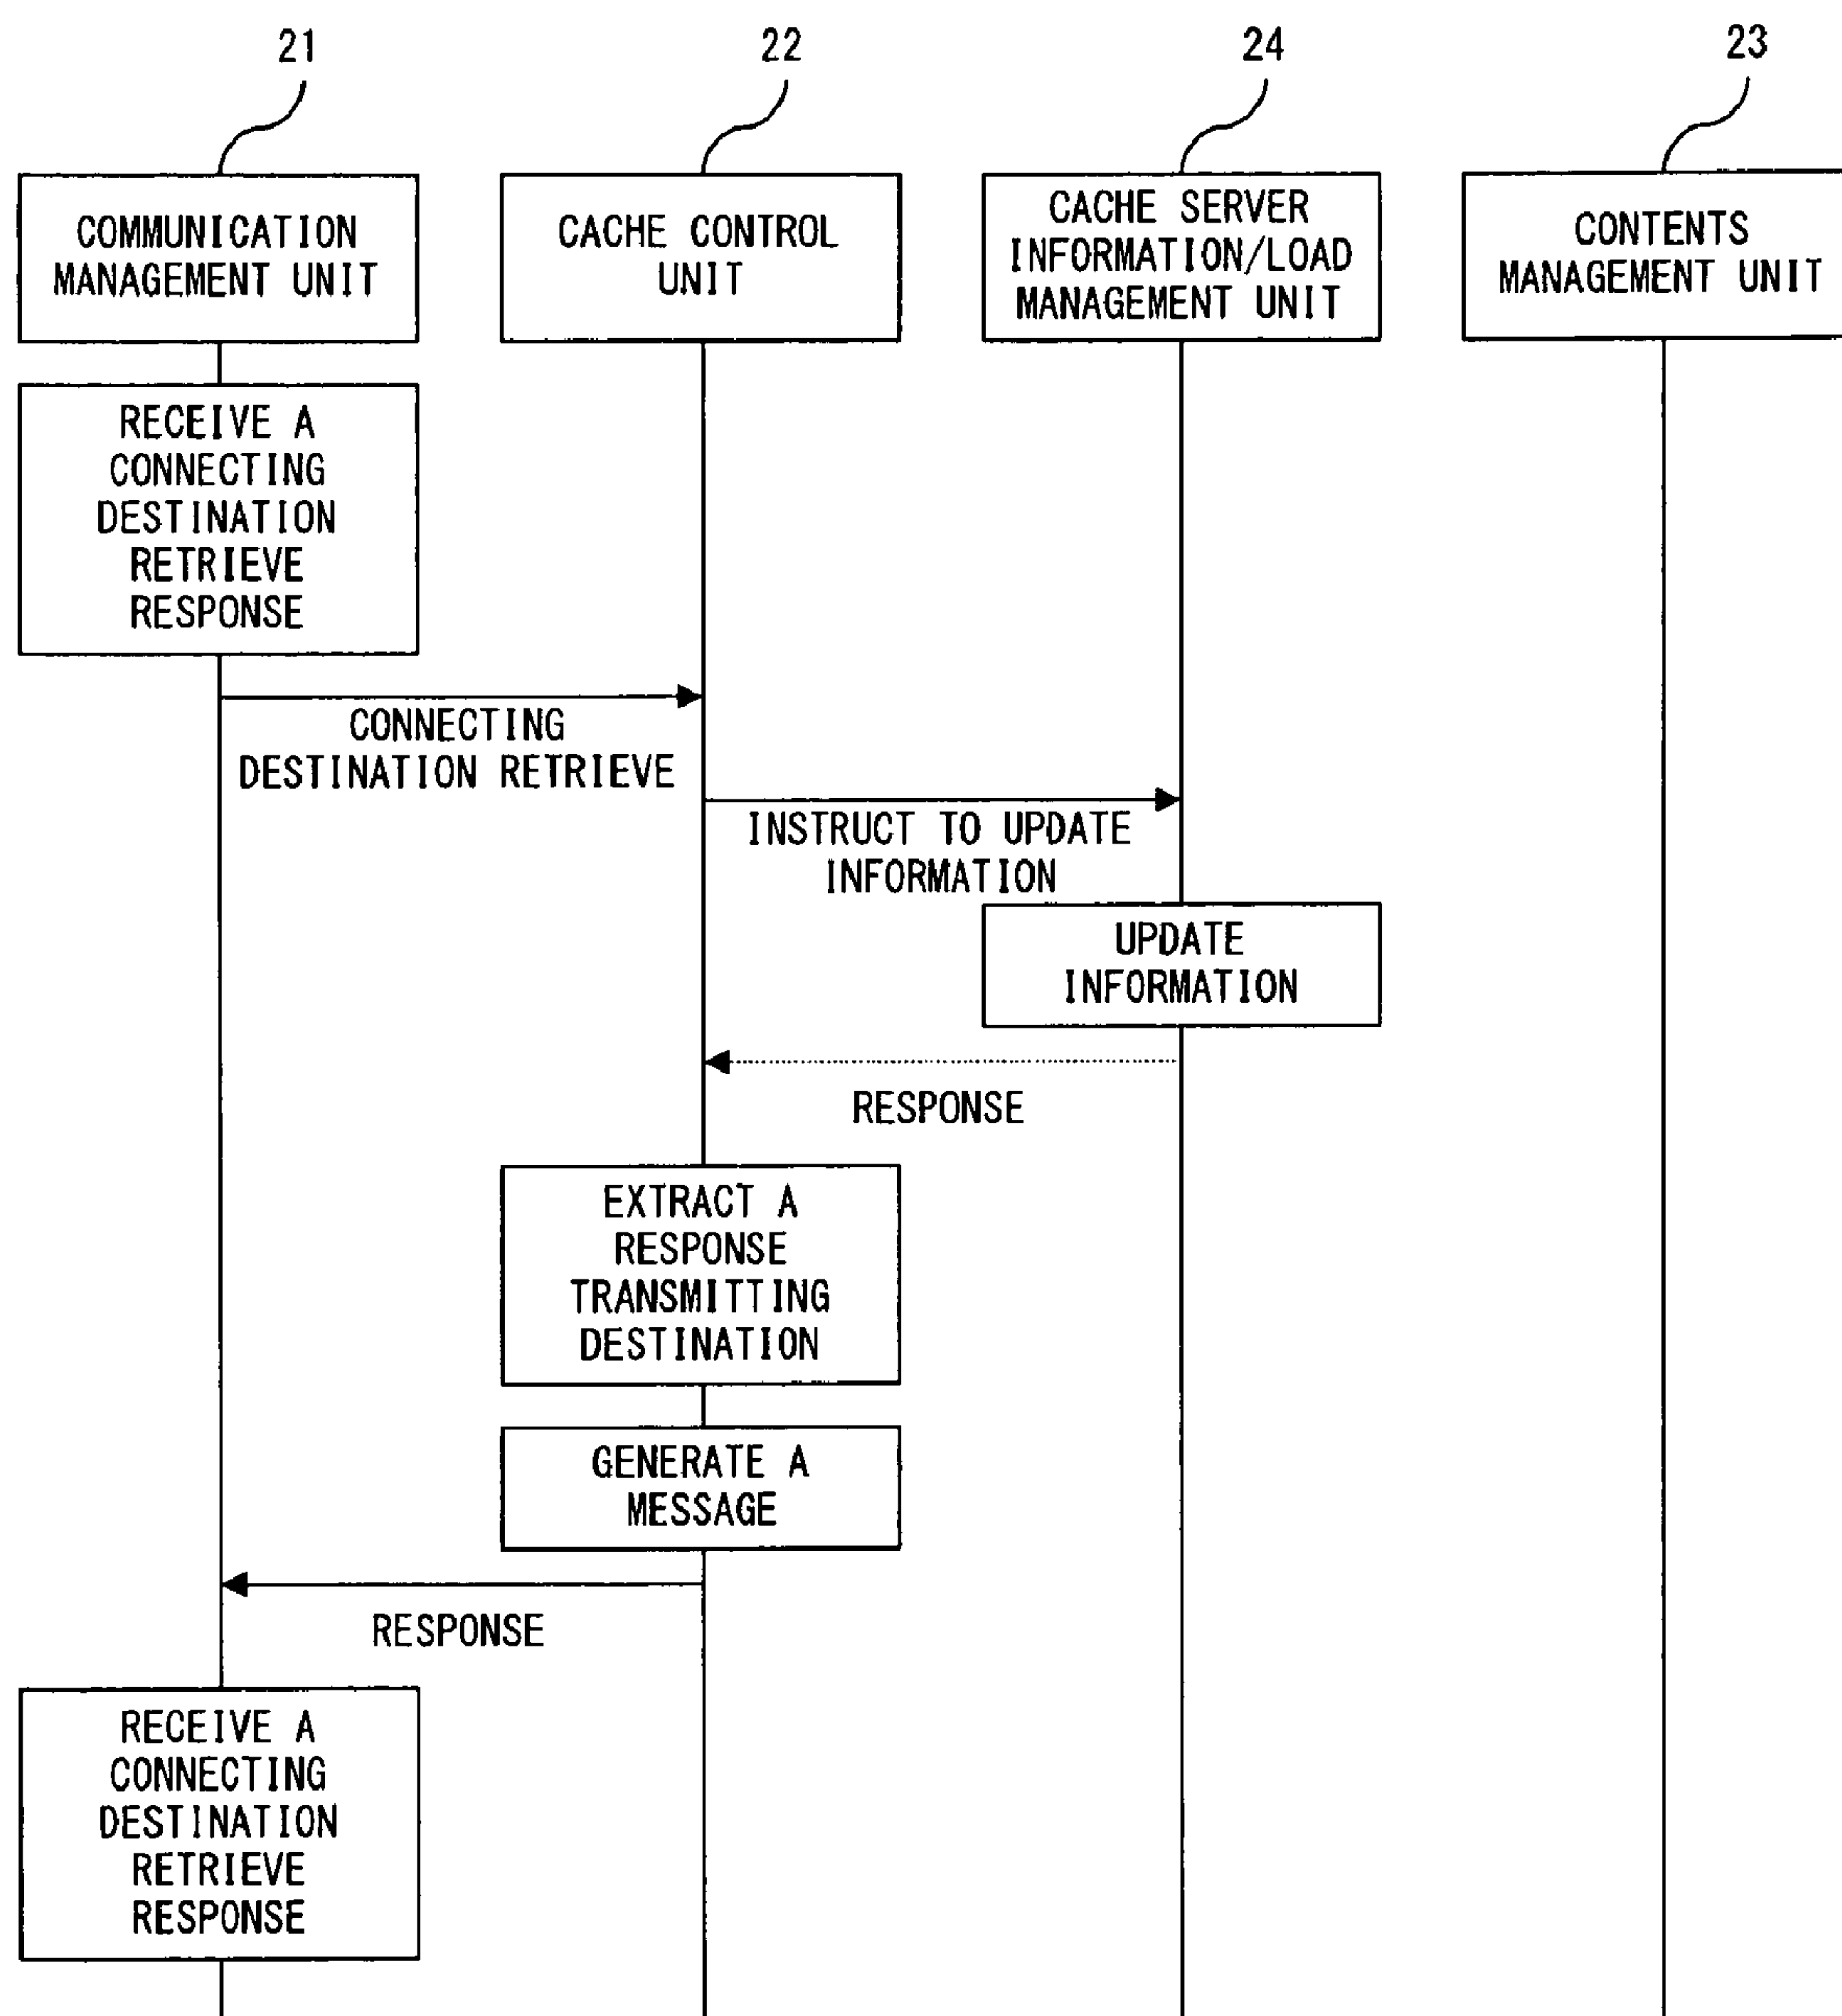 21
22
24
23
COMMUNICATION
MANAGEMENT UNIT
CACHE CONTROL
UNIT
CACHE SERVER
INFORMATION/LOAD
MANAGEMENT UNIT
CONTENTS
MANAGEMENT UNIT
RECEIVE A
CONNECTING
DESTINATION
RETRIEVE
RESPONSE
CONNECTING
DESTINATION RETRIEVE
INSTRUCT TO UPDATE
INFORMATION
UPDATE
INFORMATION
RESPONSE
EXTRACT A
RESPONSE
TRANSMITTING
DESTINATION
GENERATE A
MESSAGE
RESPONSE
RECEIVE A
CONNECTING
DESTINATION
RETRIEVE
RESPONSE